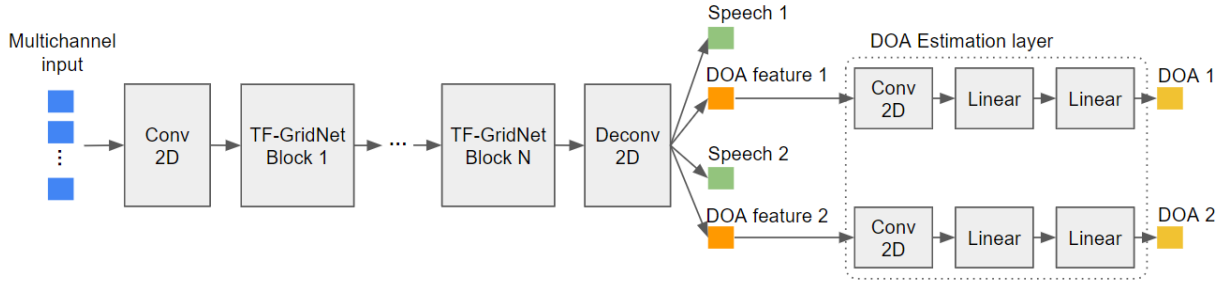 Multichannel
input
Conv
2D
TF-GridNet
Block 1
...
TF-GridNet
Block N
Deconv
2D
Speech 1
DOA feature 1
Speech 2
DOA feature 2
DOA Estimation layer
Conv
2D
Linear
Linear
DOA 1
Conv
2D
Linear
Linear
DOA 2